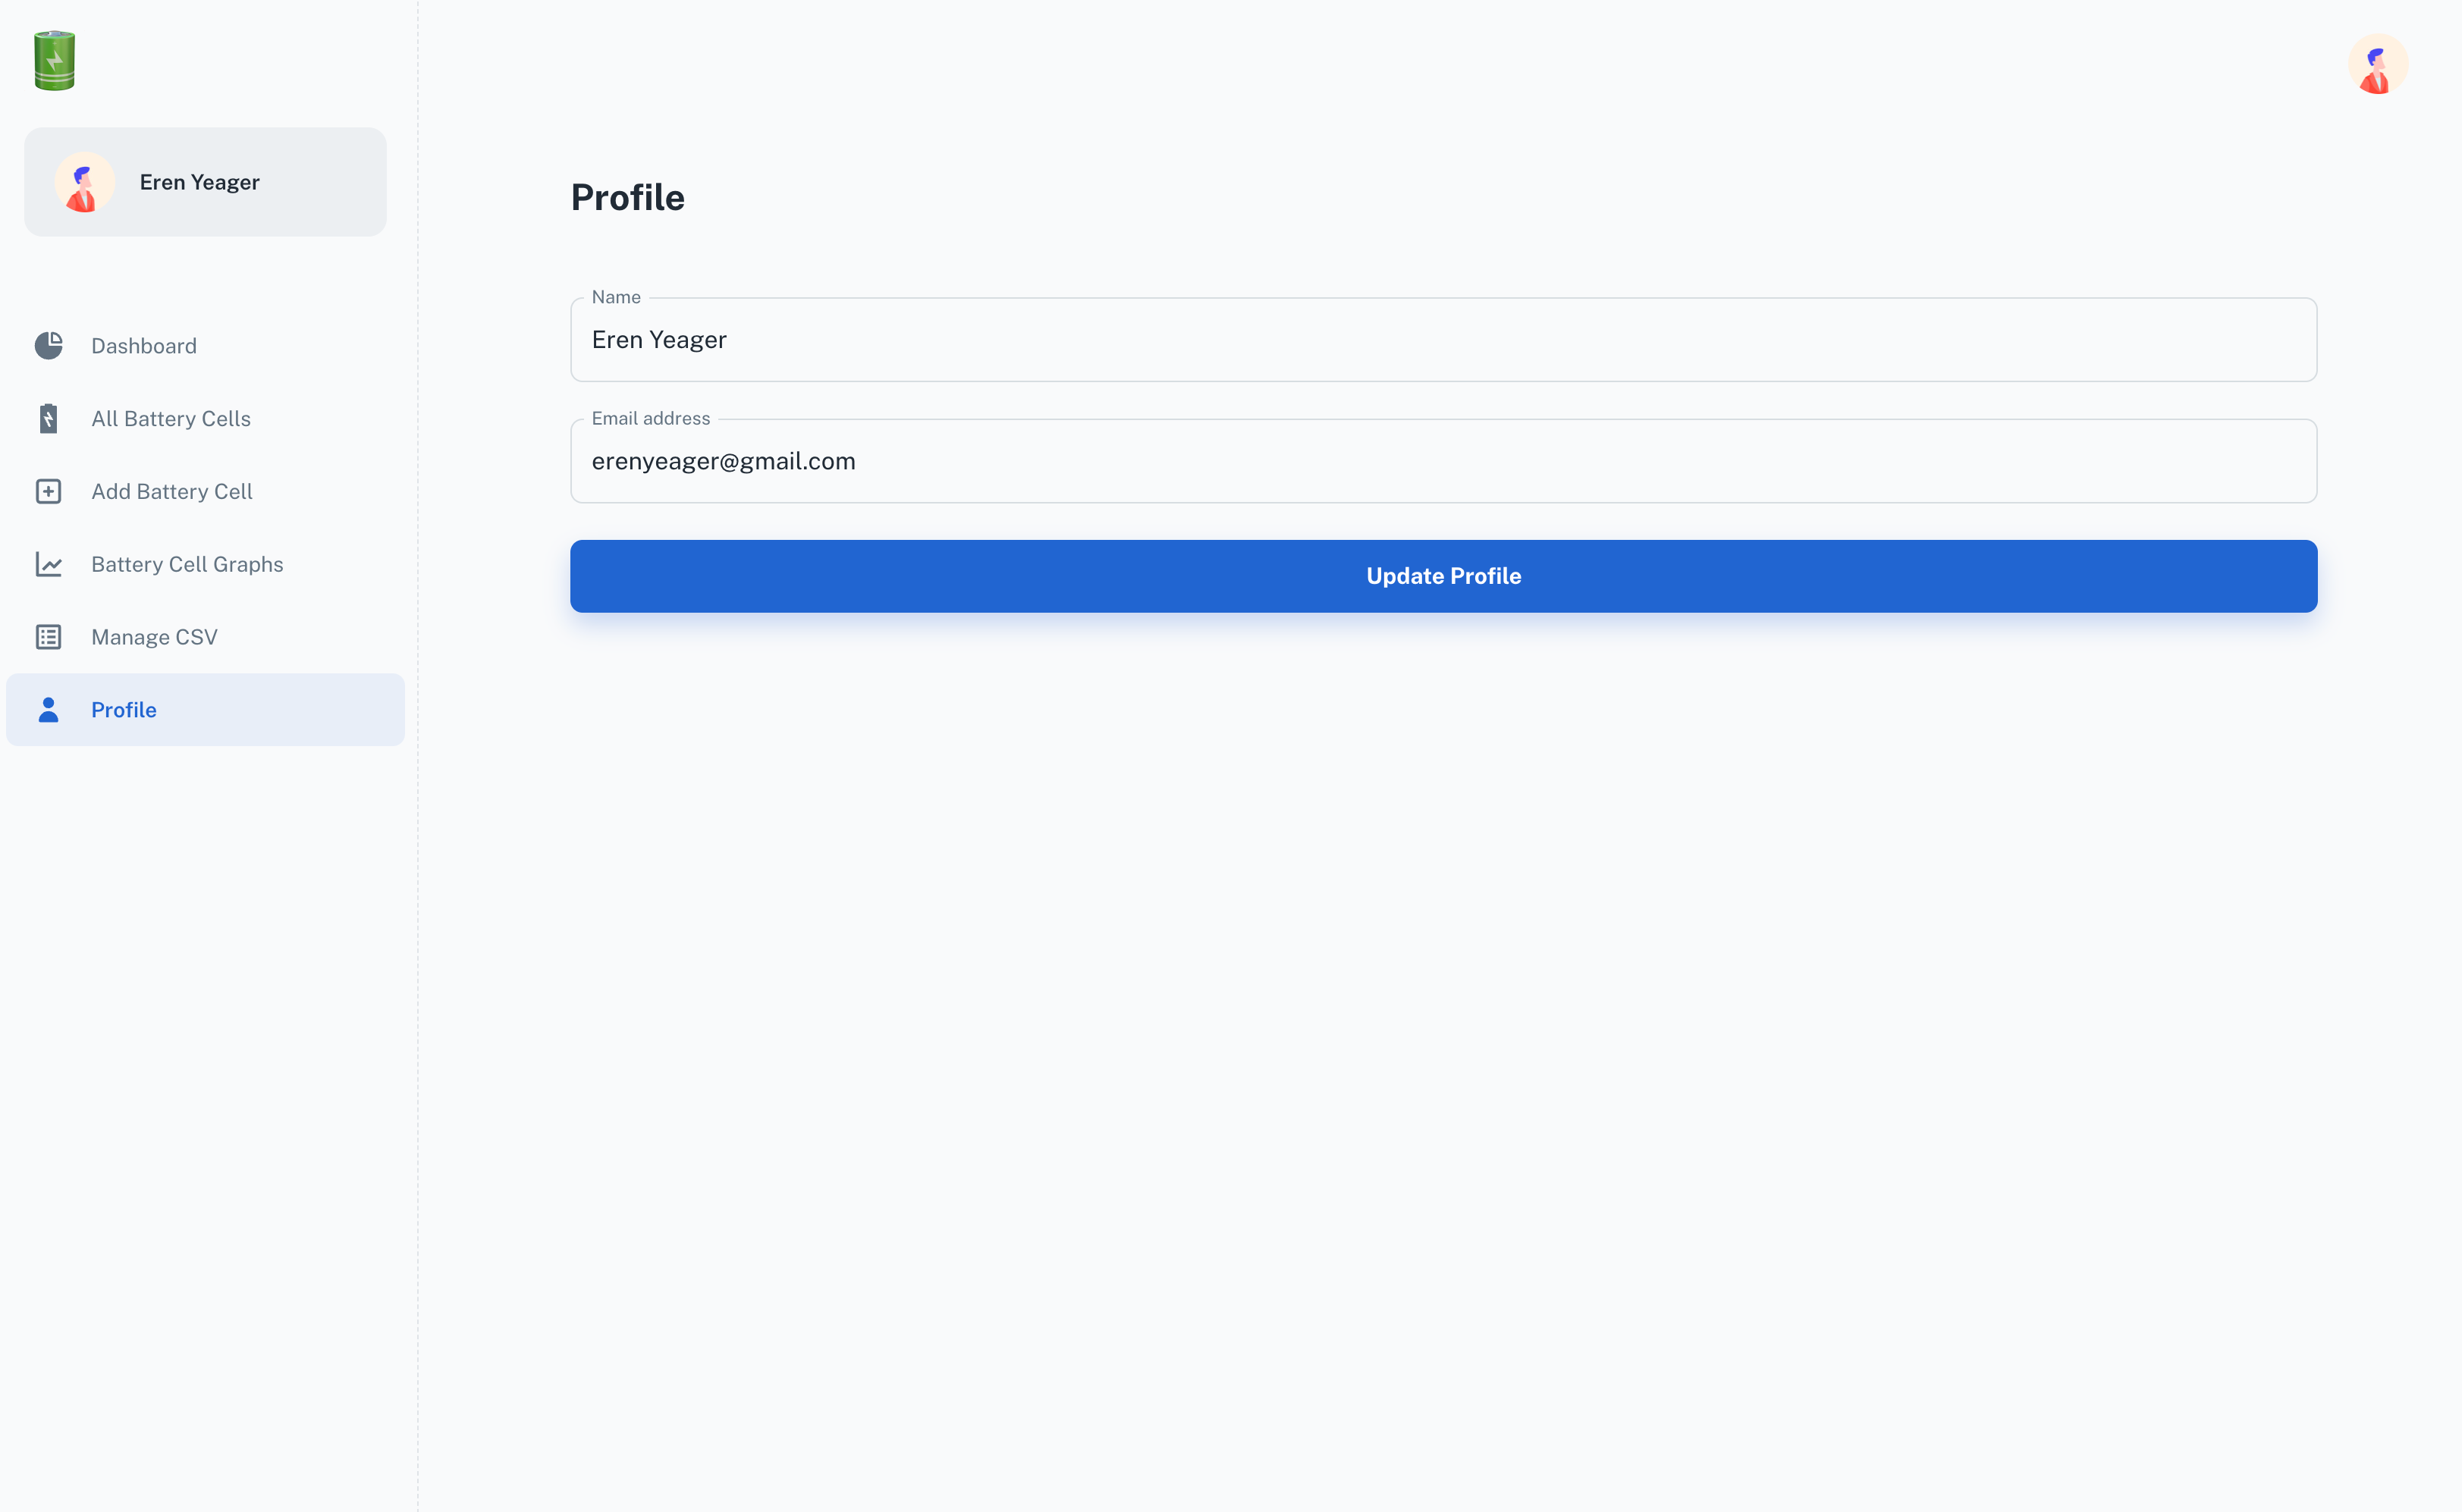 Eren Yeager
Dashboard
All Battery Cells
Add Battery Cell
Battery Cell Graphs
Manage CSV
Profile
Profile
Name
Eren Yeager
Email address
erenyeager@gmail.com
Update Profile